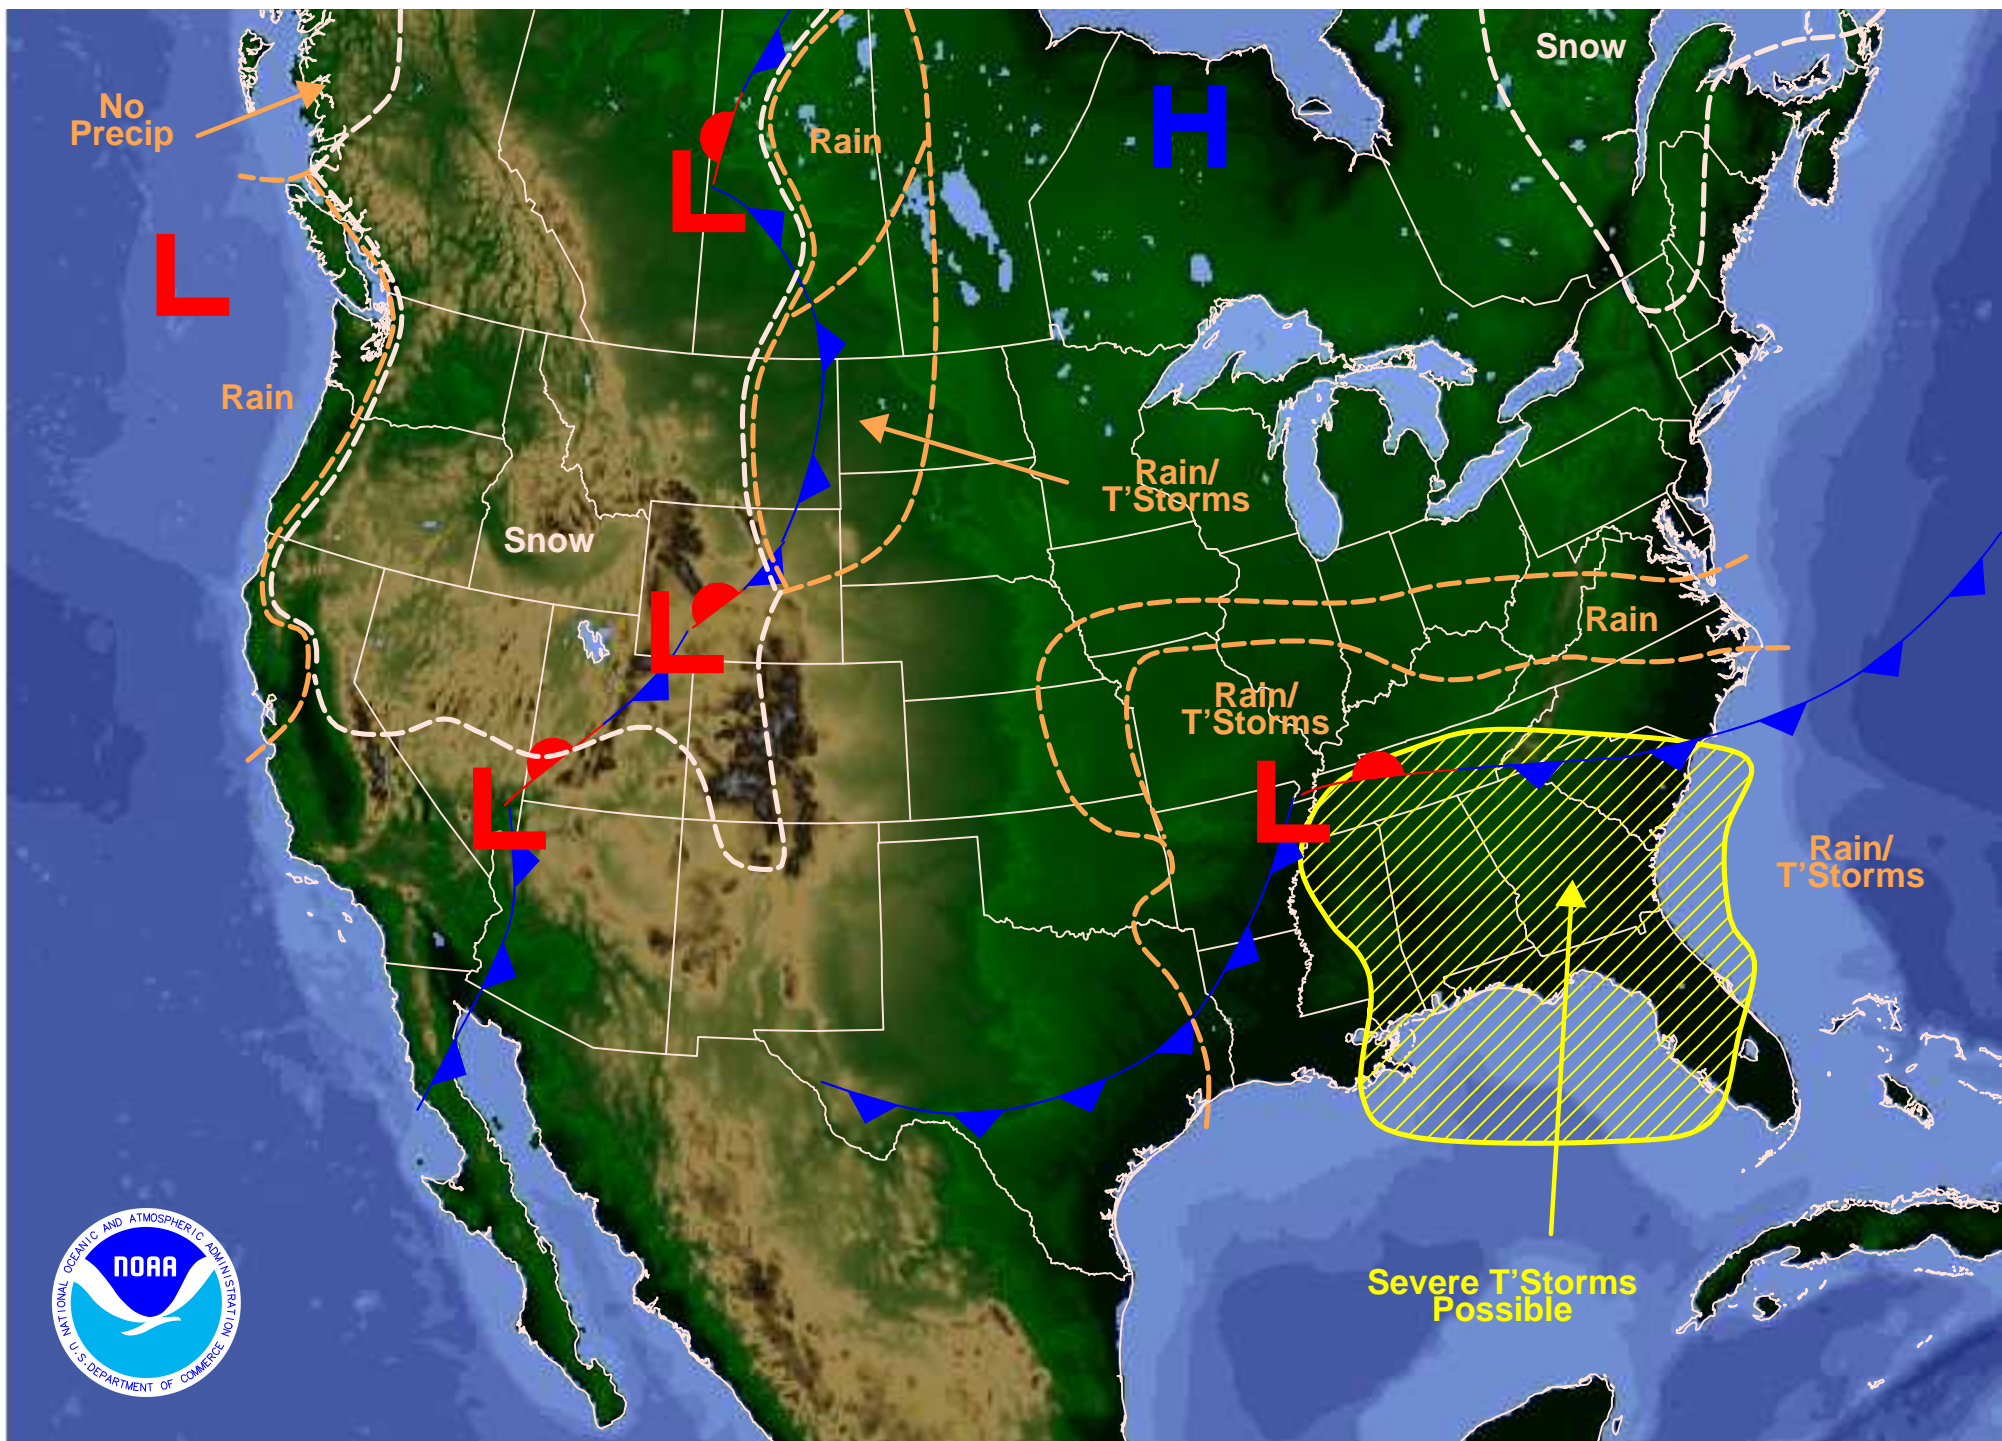 Snow
No
Precip
H
Rain
L
L
Rain
Rain/
T'Storms
Snow
L
Rain
Rain/
T'Storms
L
L
Rain/
T'Storms
Severe T'Storms
Possible
NATIONAL OCEANIC AND ATMOSPHERIC ADMINISTRATION
NOAA
U.S. DEPARTMENT OF COMMERCE